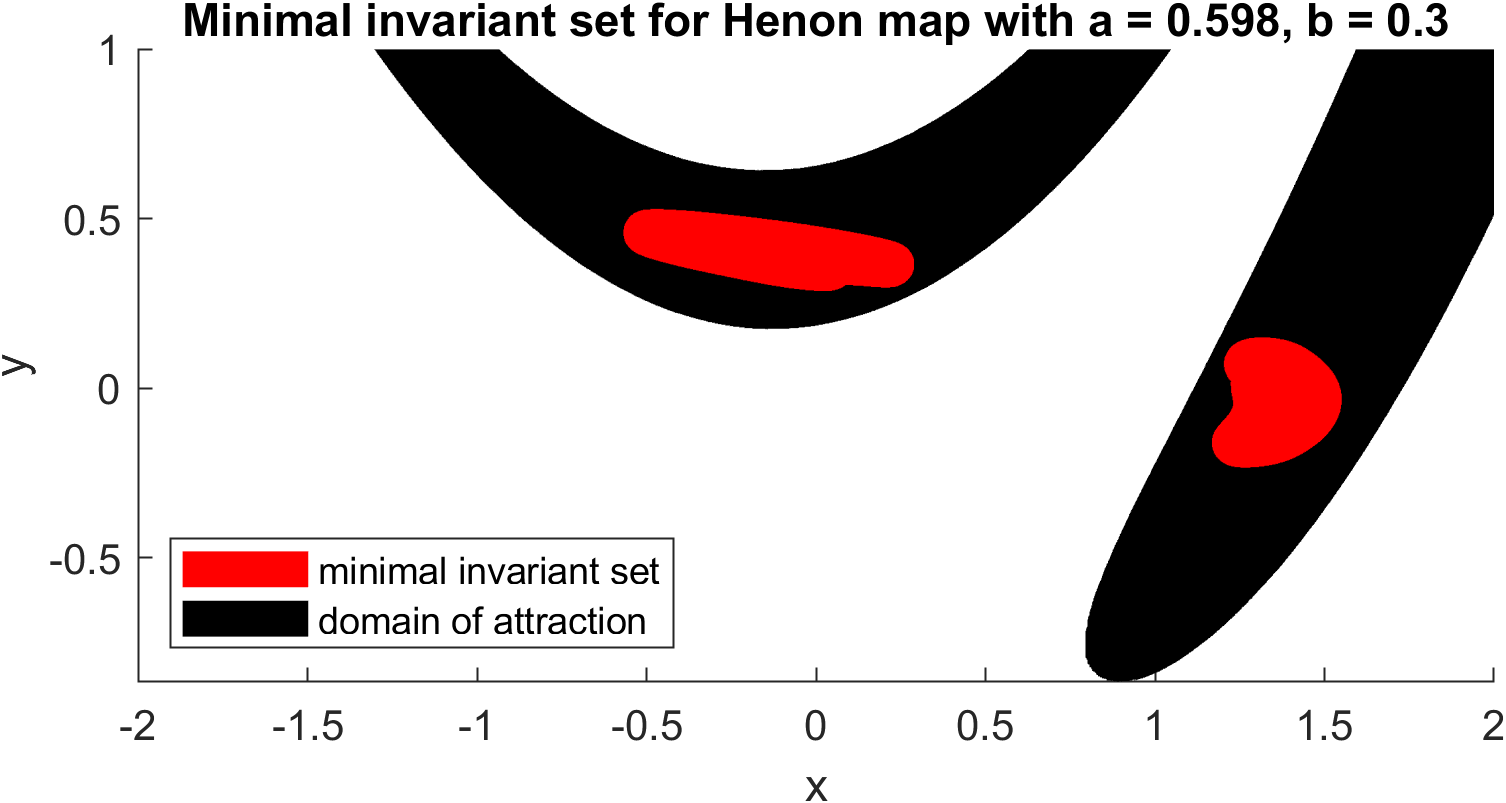 Minimal invariant set for Henon map with a = 0.598, b = 0.3
1
0.5
0
-0.5
y
minimal invariant set
domain of attraction
-2 -1.5 -1 -0.5 0 0.5 1 1.5 2
x